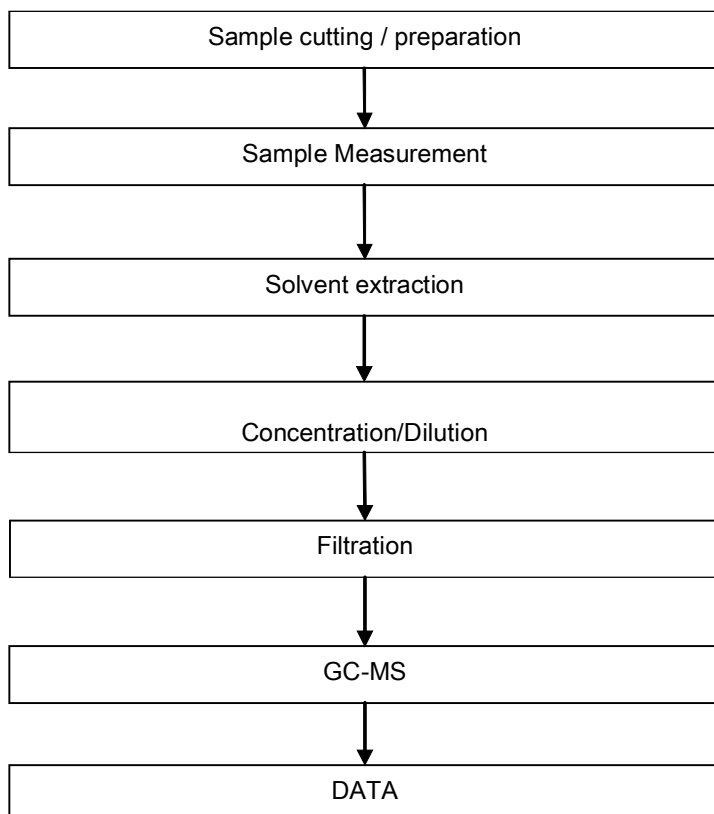 Sample cutting / preparation
Sample Measurement
Solvent extraction
Concentration/Dilution
Filtration
GC-MS
DATA